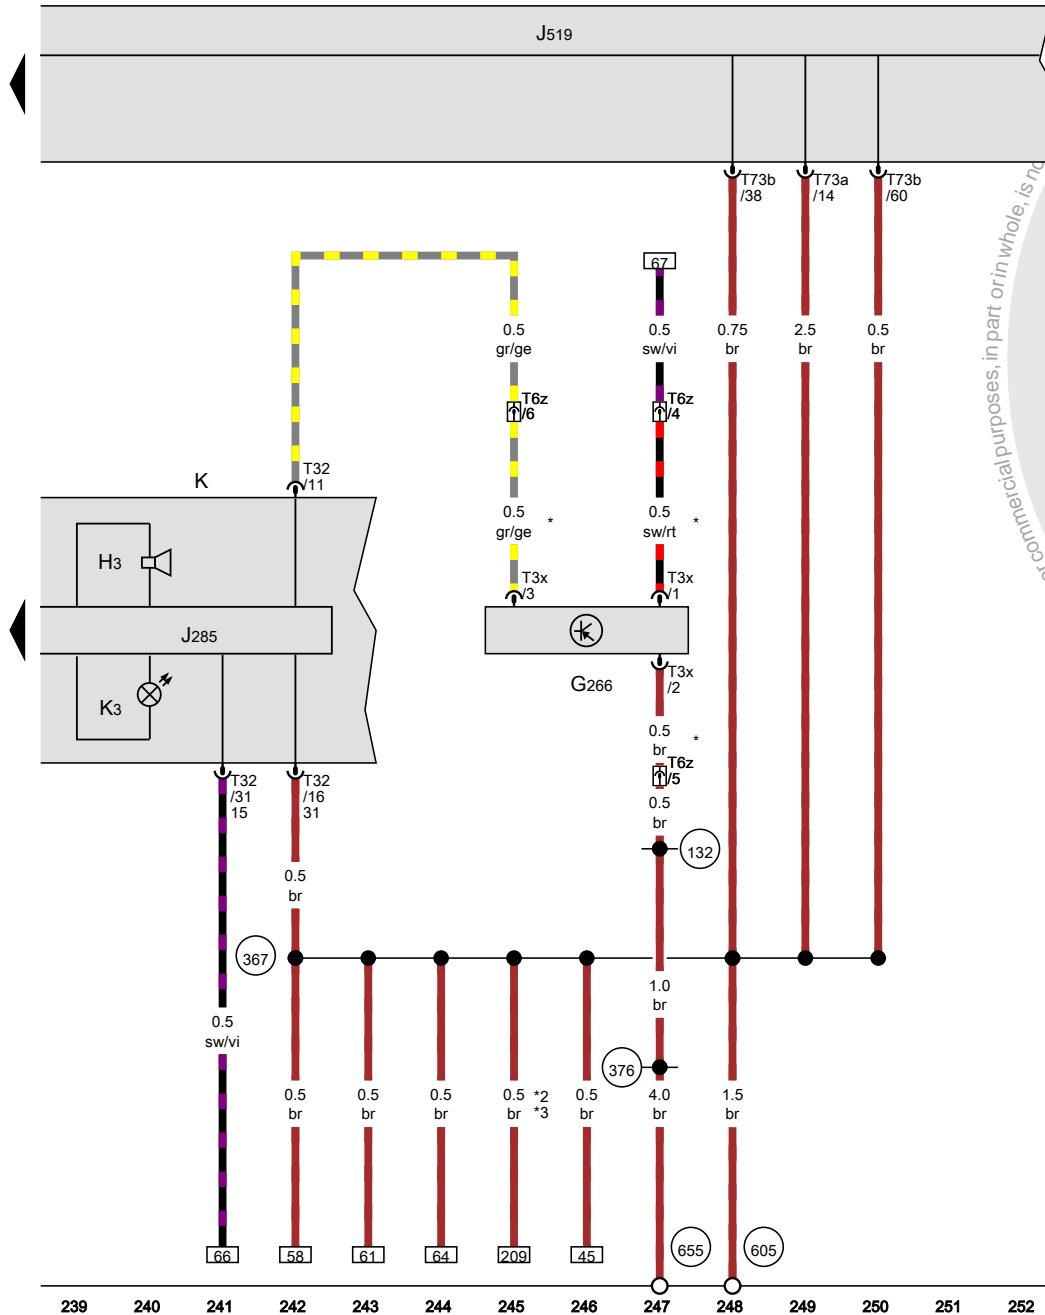 J519
T73b
/38
T73a
/14
T73b
/60
or commercial purposes, in part or in whole, is no
67
0.5
gr/ge
0.5
sw/vi
0.75
br
2.5
br
0.5
br
T6z
/6
T6z
/4
K
T32
/11
0.5
gr/ge
*
0.5
sw/rt
*
H3
T3x
/3
T3x
/1
J285
G266
T3x
/2
K3
0.5
br
*
T6z
/5
T32
/31
15
T32
/16
31
0.5
br
132
0.5
br
367
1.0
br
0.5
sw/vi
376
0.5
br
0.5
br
0.5
br
0.5
br
*2
*3
0.5
br
4.0
br
1.5
br
66
58
61
64
209
45
655
605
239 240 241 242 243 244 245 246 247 248 249 250 251 252